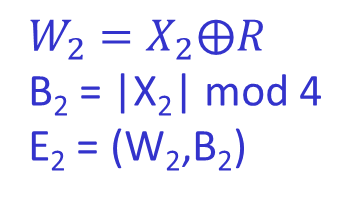 W₂ = X₂⊕R
B₂ = |X₂| mod 4
E₂ = (W₂,B₂)